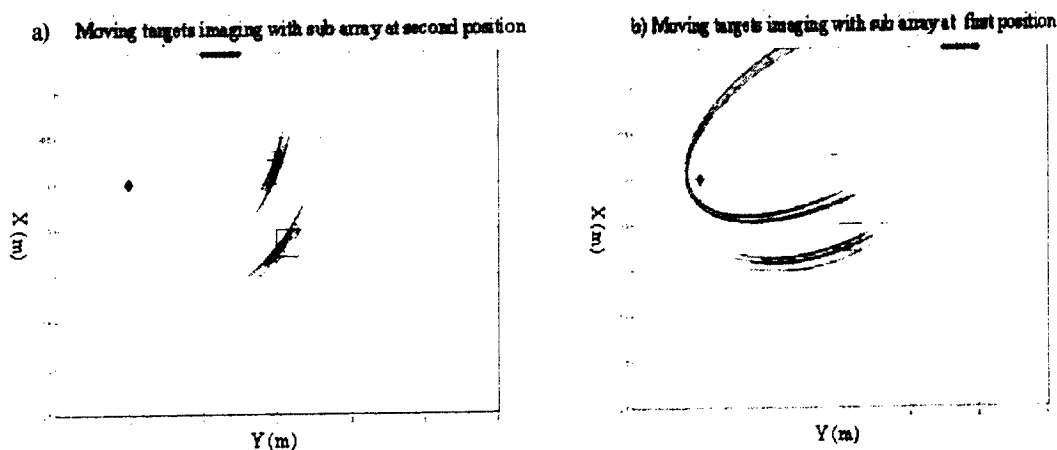 a) Moving targets imaging with sub array at second position
b) Moving targets imaging with sub array at first position
X (m)
Y (m)
X (m)
Y (m)